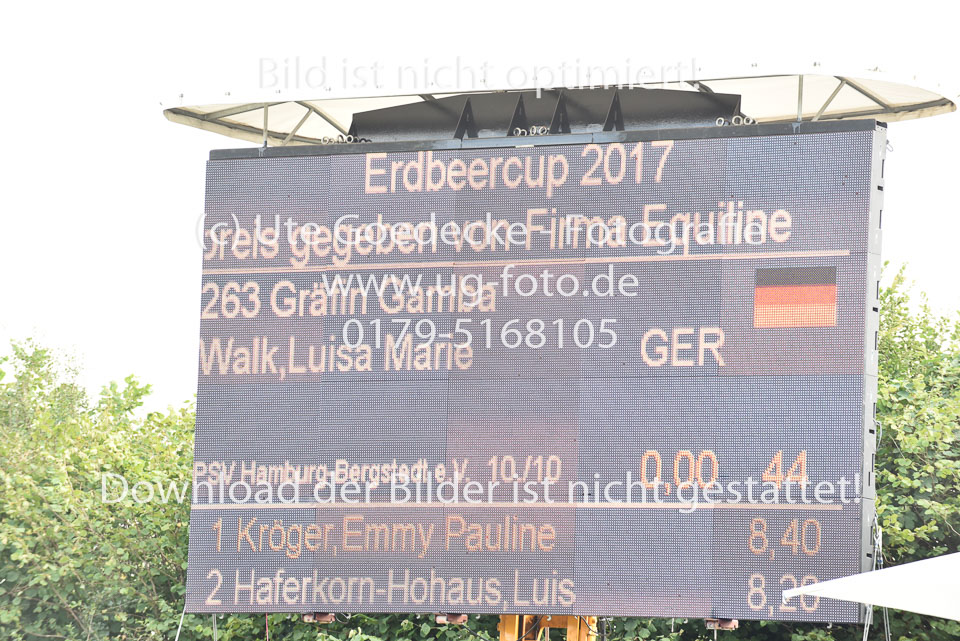 Bild ist nicht optimiert!
Erdbeercup 2017
preis gegeben von Firma Equiline
(c) Ute Goedecke - Fotografie
263 Gräfin Gamba
www.ug-foto.de
0179-5168105
Walk,Luisa Marie GER
PSV Hamburg-Bergstedt e.V. 10./10 0,00 44
Download der Bilder ist nicht gestattet!
1 Kröger,Emmy Pauline 8,40
2 Haferkorn-Hohaus,Luis 8,20